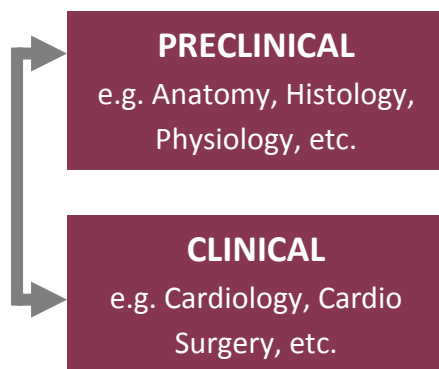 PRECLINICAL
e.g. Anatomy, Histology,
Physiology, etc.
CLINICAL
e.g. Cardiology, Cardio
Surgery, etc.